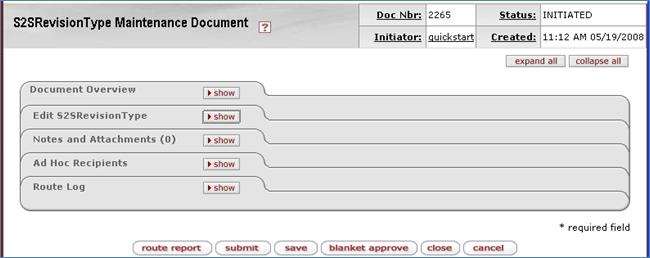 S2SRevisionType Maintenance Document ?
Doc Nbr: 2265 Status: INITIATED
Initiator: quickstart Created: 11:12 AM 05/19/2008
expand all collapse all
Document Overview show
Edit S2SRevisionType show
Notes and Attachments (0) show
Ad Hoc Recipients show
Route Log show
* required field
route report submit save blanket approve close cancel